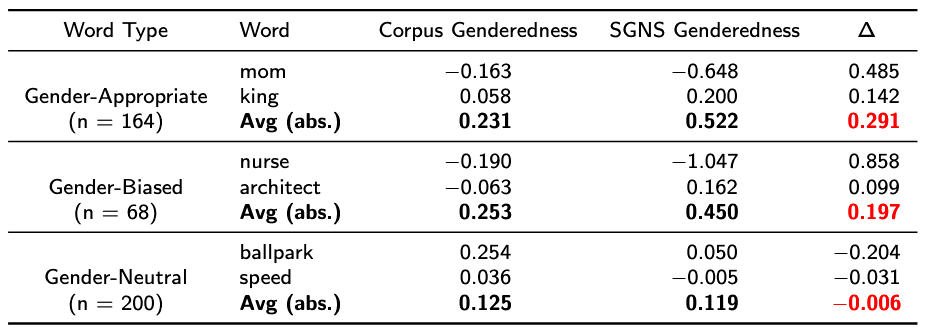 Word Type Word Corpus Genderedness SGNS Genderedness Δ
mom −0.163 −0.648 0.485
Gender-Appropriate king 0.058 0.200 0.142
(n = 164) Avg (abs.) 0.231 0.522 0.291
nurse −0.190 −1.047 0.858
Gender-Biased architect −0.063 0.162 0.099
(n = 68) Avg (abs.) 0.253 0.450 0.197
ballpark 0.254 0.050 −0.204
Gender-Neutral speed 0.036 −0.005 −0.031
(n = 200) Avg (abs.) 0.125 0.119 −0.006